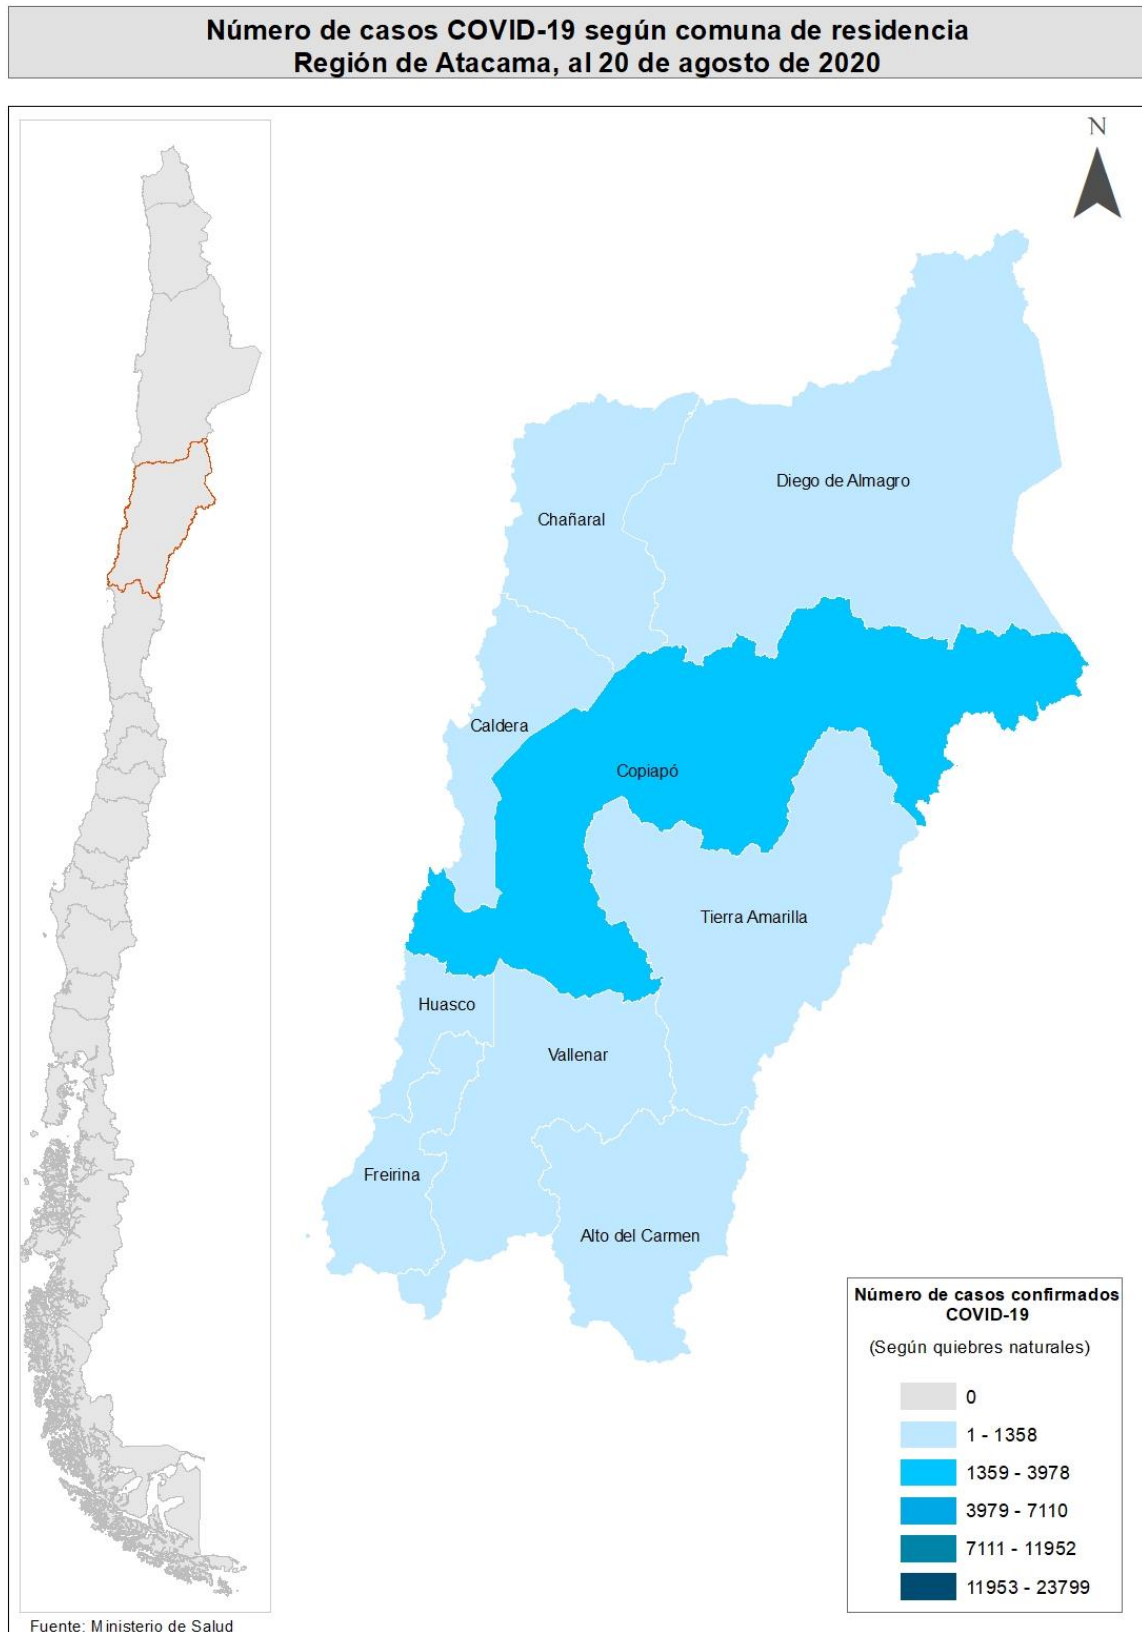 Número de casos COVID-19 según comuna de residencia
Región de Atacama, al 20 de agosto de 2020
N
Diego de Almagro
Chañaral
Caldera
Copiapó
Tierra Amarilla
Huasco
Vallenar
Freirina
Alto del Carmen
Número de casos confirmados
COVID-19
(Según quiebres naturales)
0
1 - 1358
1359 - 3978
3979 - 7110
7111 - 11952
11953 - 23799
Fuente: Ministerio de Salud